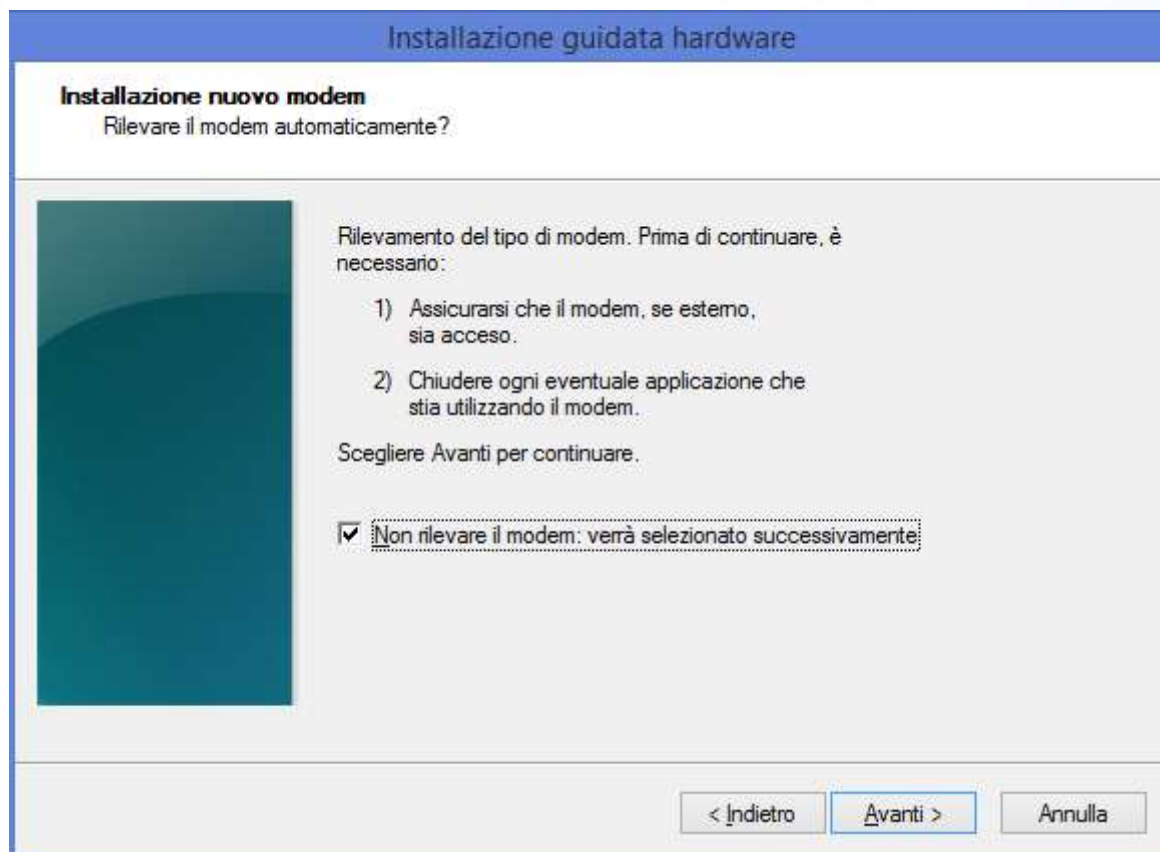 Installazione guidata hardware
Installazione nuovo modem
Rilevare il modem automaticamente?
Rilevamento del tipo di modem. Prima di continuare, è
necessario:
1) Assicurarsi che il modem, se esterno,
sia acceso.
2) Chiudere ogni eventuale applicazione che
stia utilizzando il modem.
Scegliere Avanti per continuare.
Non rilevare il modem: verrà selezionato successivamente
< Indietro
Avanti >
Annulla